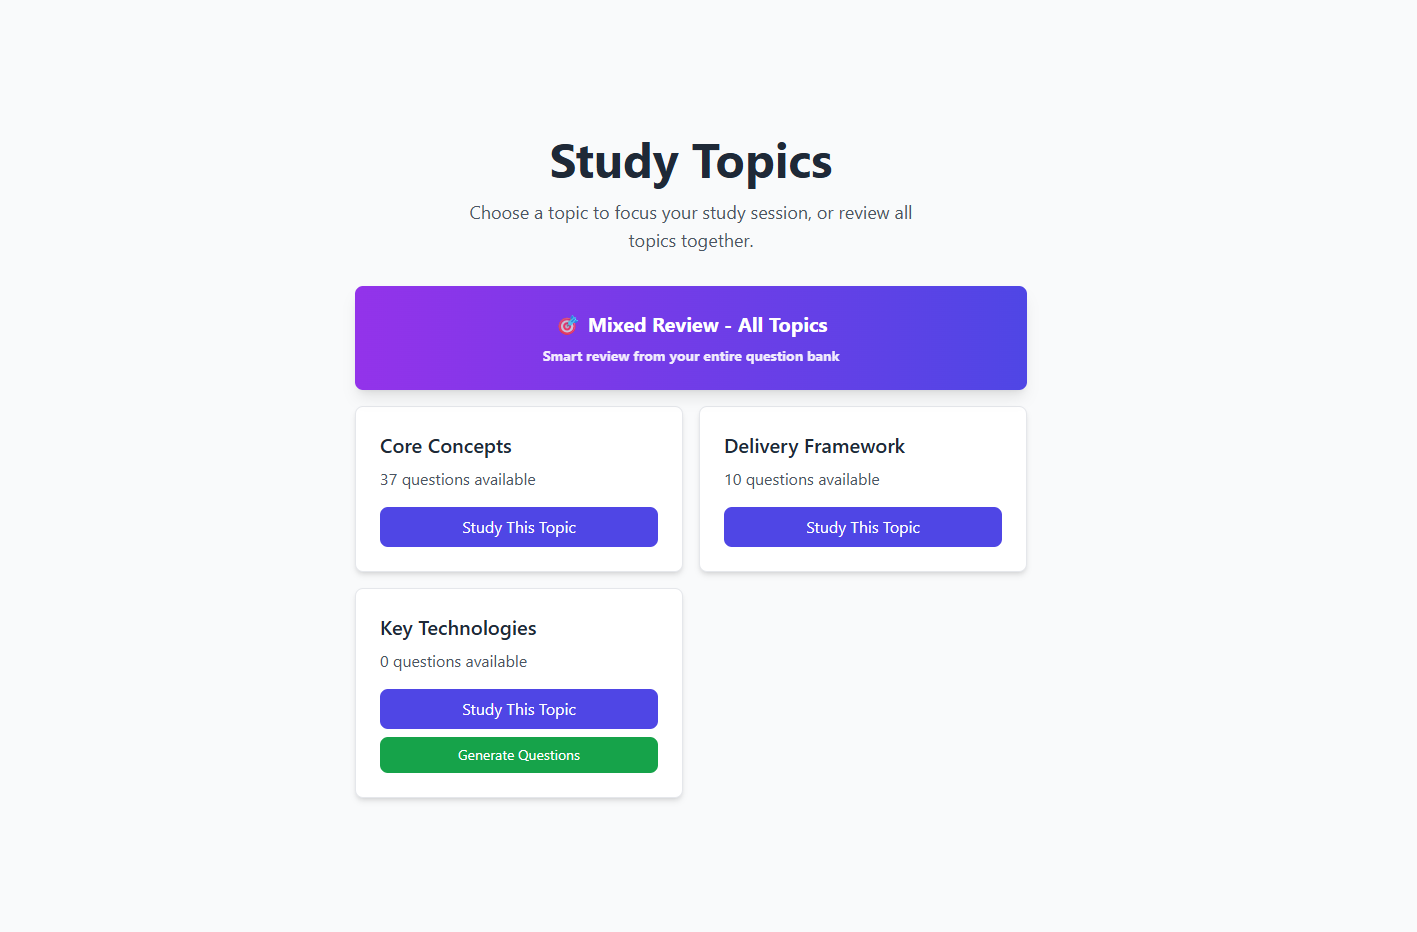 Study Topics
Choose a topic to focus your study session, or review all
topics together.
🎯 Mixed Review - All Topics
Smart review from your entire question bank
Core Concepts
37 questions available
Study This Topic
Delivery Framework
10 questions available
Study This Topic
Key Technologies
0 questions available
Study This Topic
Generate Questions